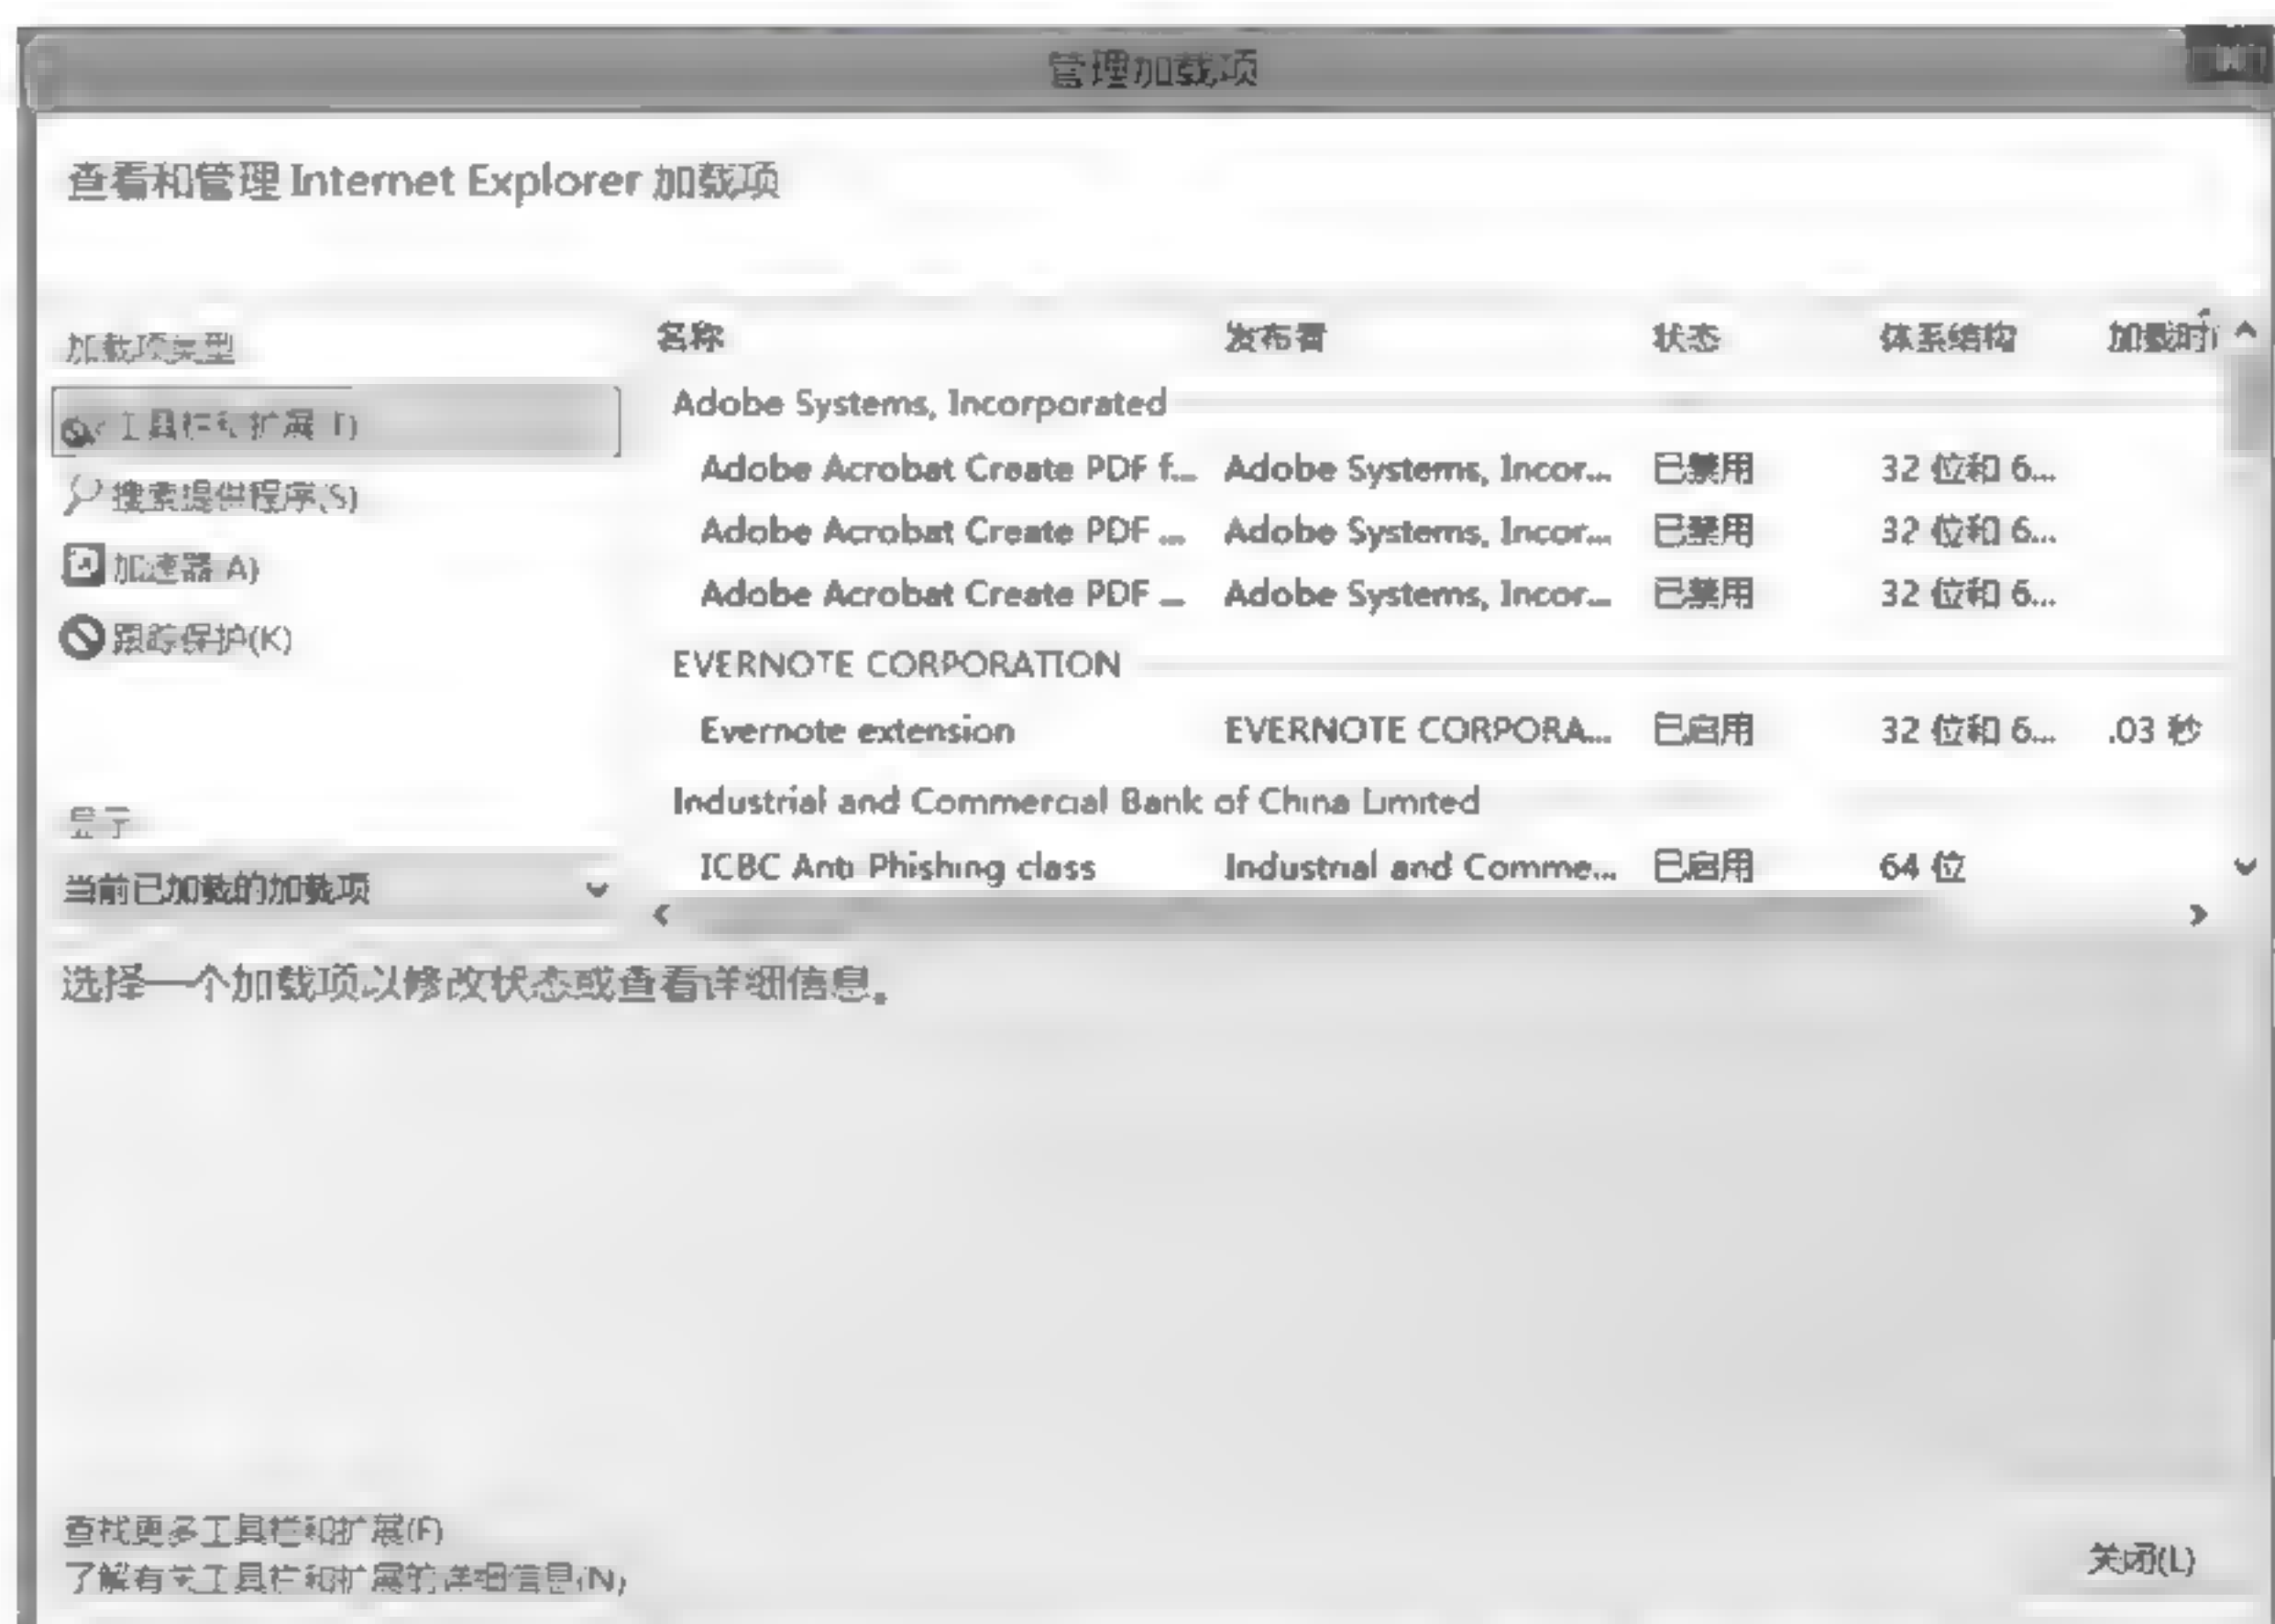 管理加载项
查看和管理 Internet Explorer 加载项
加载项类型
工具栏和扩展(T)
搜索提供程序(S)
加速器(A)
跟踪保护(K)
显示
当前已加载的加载项
名称 发布者 状态 体系结构 加载时
Adobe Systems, Incorporated
Adobe Acrobat Create PDF f... Adobe Systems, Incor... 已禁用 32 位和 6...
Adobe Acrobat Create PDF ... Adobe Systems, Incor... 已禁用 32 位和 6...
Adobe Acrobat Create PDF ... Adobe Systems, Incor... 已禁用 32 位和 6...
EVERNOTE CORPORATION
Evernote extension EVERNOTE CORPORA... 已启用 32 位和 6... .03 秒
Industrial and Commercial Bank of China Limited
ICBC Anti Phishing class Industrial and Comme... 已启用 64 位
选择一个加载项以修改状态或查看详细信息。
查找更多工具栏和扩展(F)
了解有关工具栏和扩展的详细信息(N)
关闭(L)